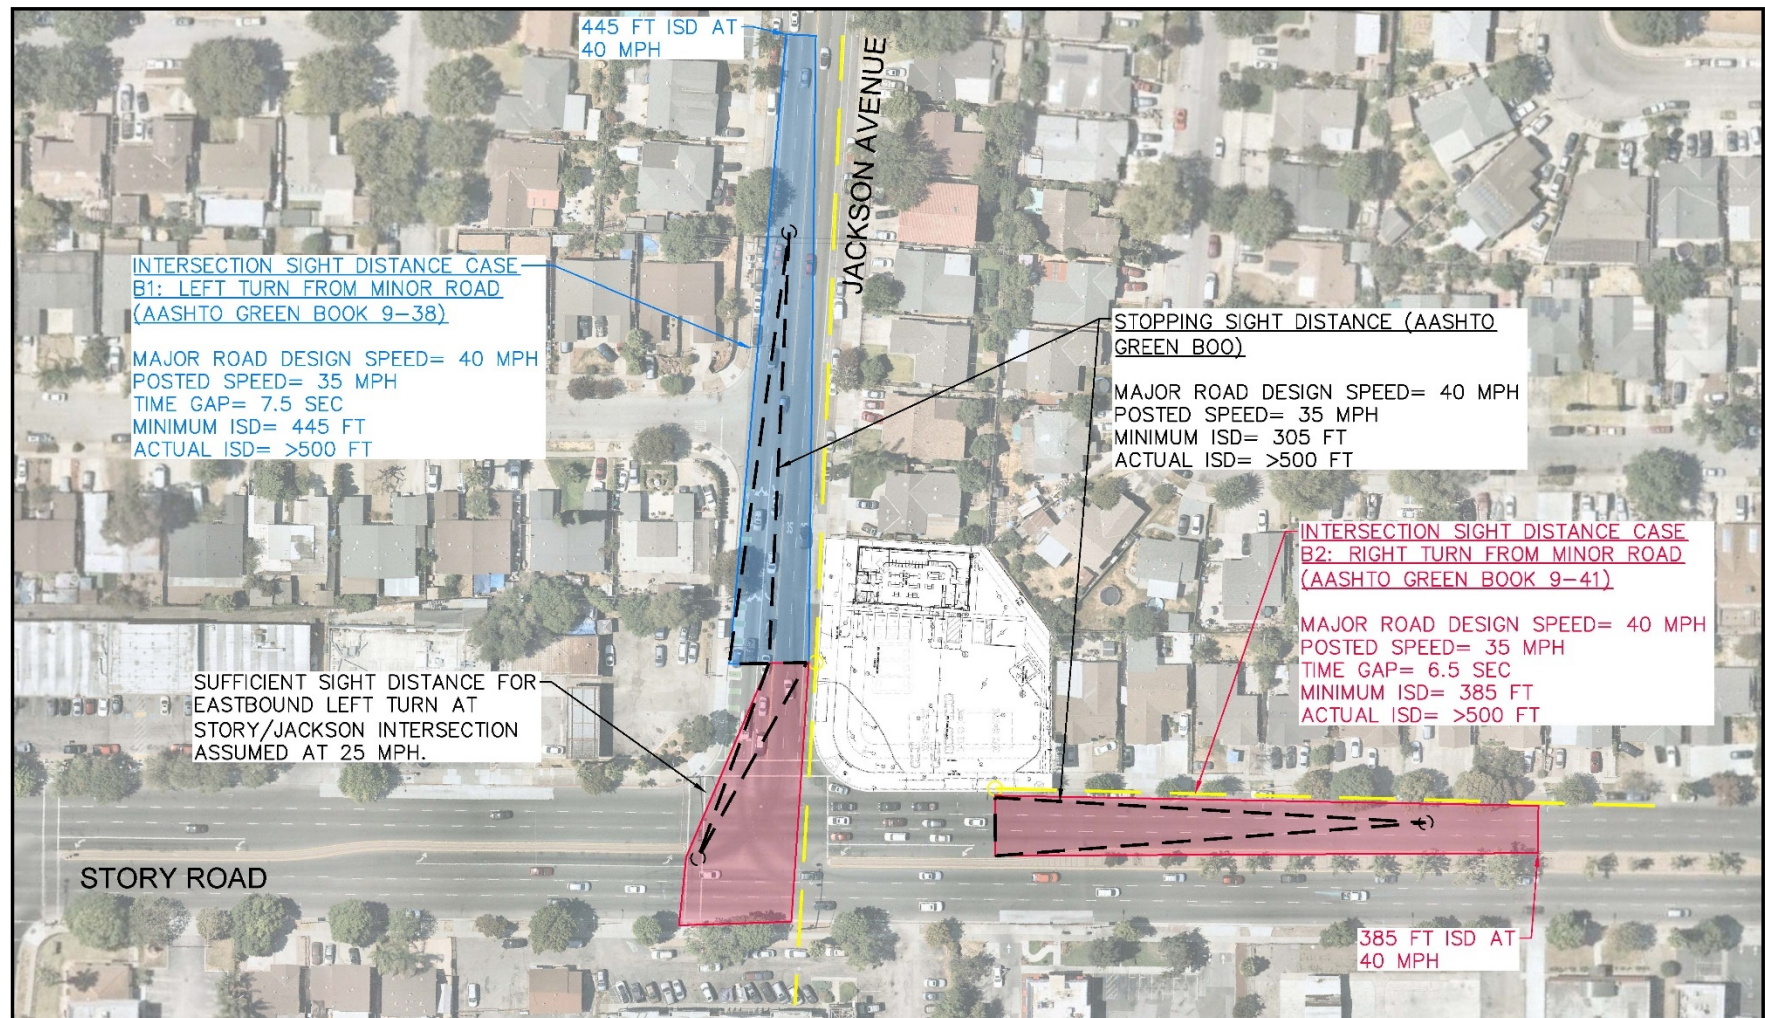 445 FT ISD AT
40 MPH
JACKSON AVENUE
INTERSECTION SIGHT DISTANCE CASE
B1: LEFT TURN FROM MINOR ROAD
(AASHTO GREEN BOOK 9-38)
MAJOR ROAD DESIGN SPEED= 40 MPH
POSTED SPEED= 35 MPH
TIME GAP= 7.5 SEC
MINIMUM ISD= 445 FT
ACTUAL ISD= >500 FT
STOPPING SIGHT DISTANCE (AASHTO
GREEN BOO)
MAJOR ROAD DESIGN SPEED= 40 MPH
POSTED SPEED= 35 MPH
MINIMUM ISD= 305 FT
ACTUAL ISD= >500 FT
INTERSECTION SIGHT DISTANCE CASE
B2: RIGHT TURN FROM MINOR ROAD
(AASHTO GREEN BOOK 9-41)
MAJOR ROAD DESIGN SPEED= 40 MPH
POSTED SPEED= 35 MPH
TIME GAP= 6.5 SEC
MINIMUM ISD= 385 FT
ACTUAL ISD= >500 FT
SUFFICIENT SIGHT DISTANCE FOR
EASTBOUND LEFT TURN AT
STORY/JACKSON INTERSECTION
ASSUMED AT 25 MPH.
STORY ROAD
385 FT ISD AT
40 MPH